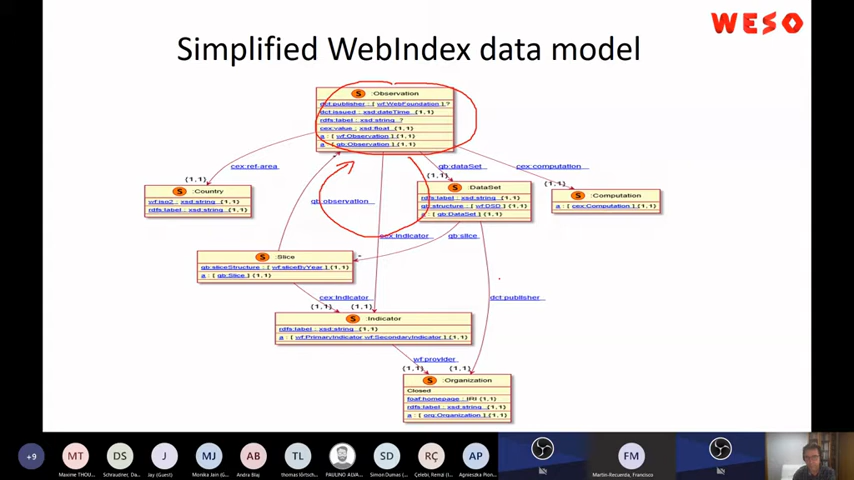 WESO
Simplified WebIndex data model
S :Observation
dct:publisher : [ wf:WebFoundation ] ?
dct:issued : xsd:dateTime {1,1}
rdfs:label : xsd:string ?
cex:value : xsd:float {1,1}
a : [ wf:Observation ] {1,1}
a : [ qb:Observation ] {1,1}
cex:ref-area
qb:dataSet
cex:computation
{1,1}
{1,1}
{1,1}
S :Country
wf:iso2 : xsd:string {1,1}
rdfs:label : xsd:string {1,1}
S :DataSet
rdfs:label : xsd:string {1,1}
qb:structure : [ wf:DSD ] {1,1}
a : [ qb:DataSet ] {1,1}
S :Computation
a : [ cex:Computation ] {1,1}
qb:observation
cex:indicator
qb:slice
*
S :Slice
qb:sliceStructure : [ wf:sliceByYear ] {1,1}
a : [ qb:Slice ] {1,1}
cex:indicator
dct:publisher
{1,1}
{1,1}
S :Indicator
rdfs:label : xsd:string {1,1}
a : [ wf:PrimaryIndicator wf:SecondaryIndicator ] {1,1}
wf:provider
{1,1}
{1,1}
S :Organization
Closed
foaf:homepage : IRI {1,1}
rdfs:label : xsd:string {1,1}
a : [ org:Organization ] {1,1}
+9
MT
DS
J
MJ
AB
TL
SD
RÇ
AP
FM
Maxime THOU...
Schraudner, Da...
Jay (Guest)
Monika Jain (G...
Andra Blaj
thomas lörtsch...
PAULINO ALVA...
Simon Dumas (...
Çelebi, Remzi (I...
Agnieszka Pion...
Martin-Recuerda, Francisco